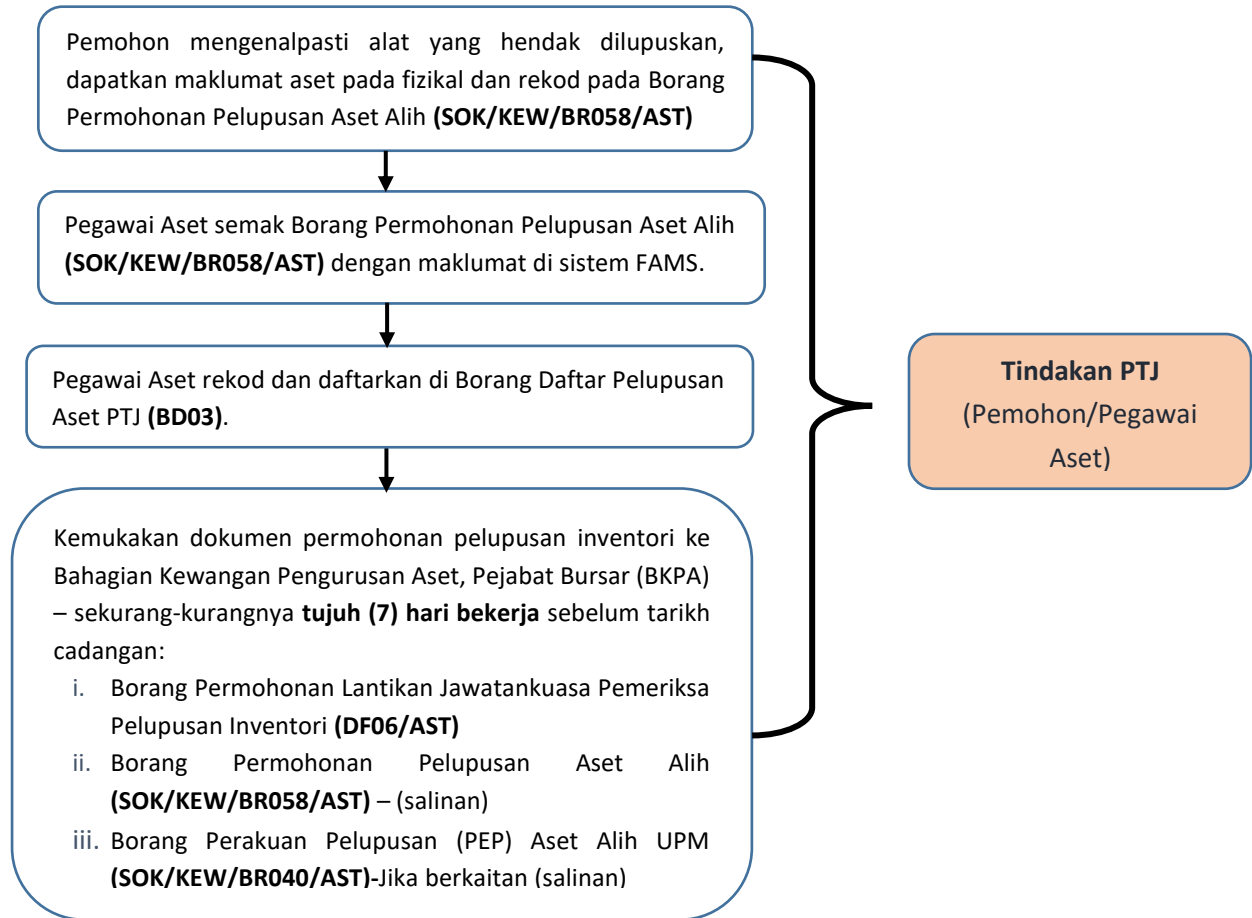 Pemohon mengenalpasti alat yang hendak dilupuskan,
dapatkan maklumat aset pada fizikal dan rekod pada Borang
Permohonan Pelupusan Aset Alih (SOK/KEW/BR058/AST)
Pegawai Aset semak Borang Permohonan Pelupusan Aset Alih
(SOK/KEW/BR058/AST) dengan maklumat di sistem FAMS.
Pegawai Aset rekod dan daftarkan di Borang Daftar Pelupusan
Aset PTJ (BD03).
Kemukakan dokumen permohonan pelupusan inventori ke
Bahagian Kewangan Pengurusan Aset, Pejabat Bursar (BKPA)
– sekurang-kurangnya tujuh (7) hari bekerja sebelum tarikh
cadangan:
i. Borang Permohonan Lantikan Jawatankuasa Pemeriksa
Pelupusan Inventori (DF06/AST)
ii. Borang Permohonan Pelupusan Aset Alih
(SOK/KEW/BR058/AST) – (salinan)
iii. Borang Perakuan Pelupusan (PEP) Aset Alih UPM
(SOK/KEW/BR040/AST)-Jika berkaitan (salinan)
Tindakan PTJ
(Pemohon/Pegawai
Aset)